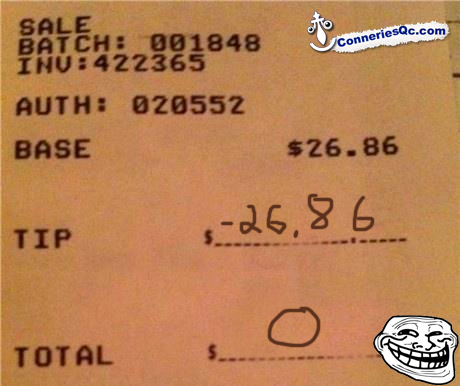 ConneriesQc.com
SALE
BATCH: 001848
INV:422365
AUTH: 020552
BASE $26.86
TIP $-26.86
TOTAL $0